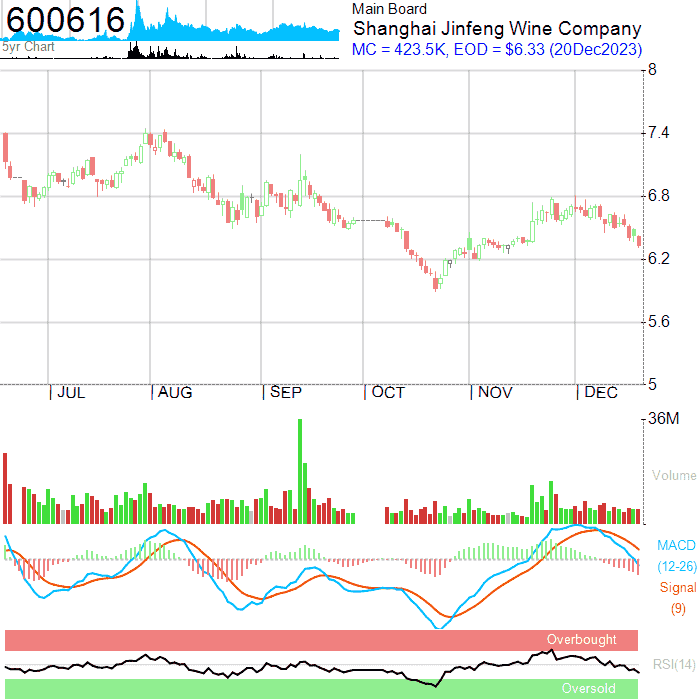 600616
5yr Chart
Main Board
Shanghai Jinfeng Wine Company
MC = 423.5K, EOD = $6.33 (20Dec2023)
8
7.4
6.8
6.2
5.6
5
JUL
AUG
SEP
OCT
NOV
DEC
36M
Volume
MACD
(12-26)
Signal
(9)
Overbought
RSI(14)
Oversold